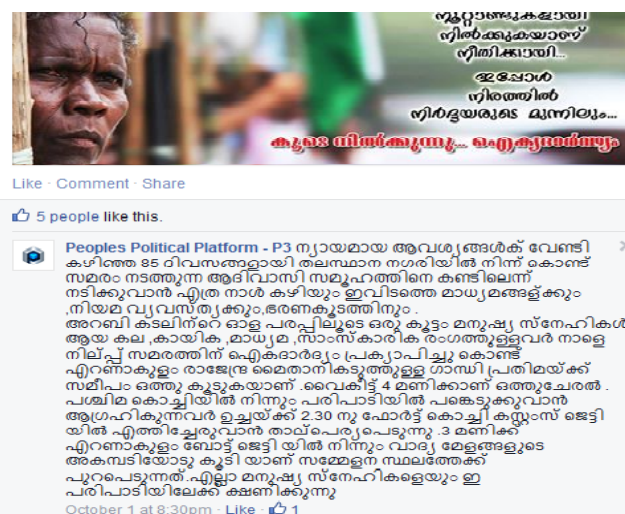 നൂറ്റാണ്ടുകളായി
നിൽക്കുകയാണ്
നീതിക്കായി...
ഇപ്പോൾ
നിരത്തിൽ
നിർദ്ദയരുടെ മുന്നിലും...
കൂടെ നിൽക്കുന്നു... ഐക്യദാർഢ്യം
Like · Comment · Share
5 people like this.
Peoples Political Platform - P3 ന്യായമായ ആവശ്യങ്ങൾക് വേണ്ടി
കഴിഞ്ഞ 85 ദിവസങ്ങളായി തലസ്ഥാന നഗരിയിൽ നിന്ന് കൊണ്ട്
സമരം നടത്തുന്ന ആദിവാസി സമൂഹത്തിനെ കണ്ടിലെന്ന്
നടിക്കുവാൻ എത്ര നാൾ കഴിയും ഇവിടത്തെ മാധ്യമങ്ങള്ക്കും
,നിയമ വ്യവസ്ത്യക്കും,ഭരണകൂടത്തിനും .
അറബി കടലിന്റെ ഓള പരപ്പിലൂടെ ഒരു കൂട്ടം മനുഷ്യ സ്നേഹികൾ
ആയ കല ,കായിക ,മാധ്യമ ,സാംസ്കാരിക രംഗത്തുള്ളവർ നാളെ
നില്പ്പ് സമരത്തിന് ഐക്ദാർദ്യം പ്രക്യാപിച്ചു കൊണ്ട്
എറണാകുളം രാജേന്ദ്ര മൈതാനികടുത്തുള്ള ഗാന്ധി പ്രതിമയ്ക്ക്
സമീപം ഒത്തു കൂടുകയാണ് .വൈകീട്ട് 4 മണിക്കാണ് ഒത്തുചേരൽ .
പശ്ചിമ കൊച്ചിയിൽ നിന്നും പരിപാടിയിൽ പങ്കെടുക്കുവാൻ
ആഗ്രഹികുന്നവർ ഉച്ചയ്ക്ക് 2.30 നു ഫോർട്ട് കൊച്ചി കസ്റ്റംസ് ജെട്ടി
യിൽ എത്തിച്ചേരുവാൻ താല്പെര്യപെടുന്നു .3 മണിക്ക്
എറണാകുളം ബോട്ട് ജെട്ടി യിൽ നിന്നും വാദ്യ മേളങ്ങളുടെ
അകമ്പടിയോടു കൂടി യാണ് സമ്മേളന സ്ഥലത്തേക്ക്
പുറപെടുന്നത്.എല്ലാ മനുഷ്യ സ്നേഹികളെയും ഇ
പരിപാടിയിലേക്ക് ക്ഷണിക്കുന്നു
October 1 at 8:30pm · Like · 1